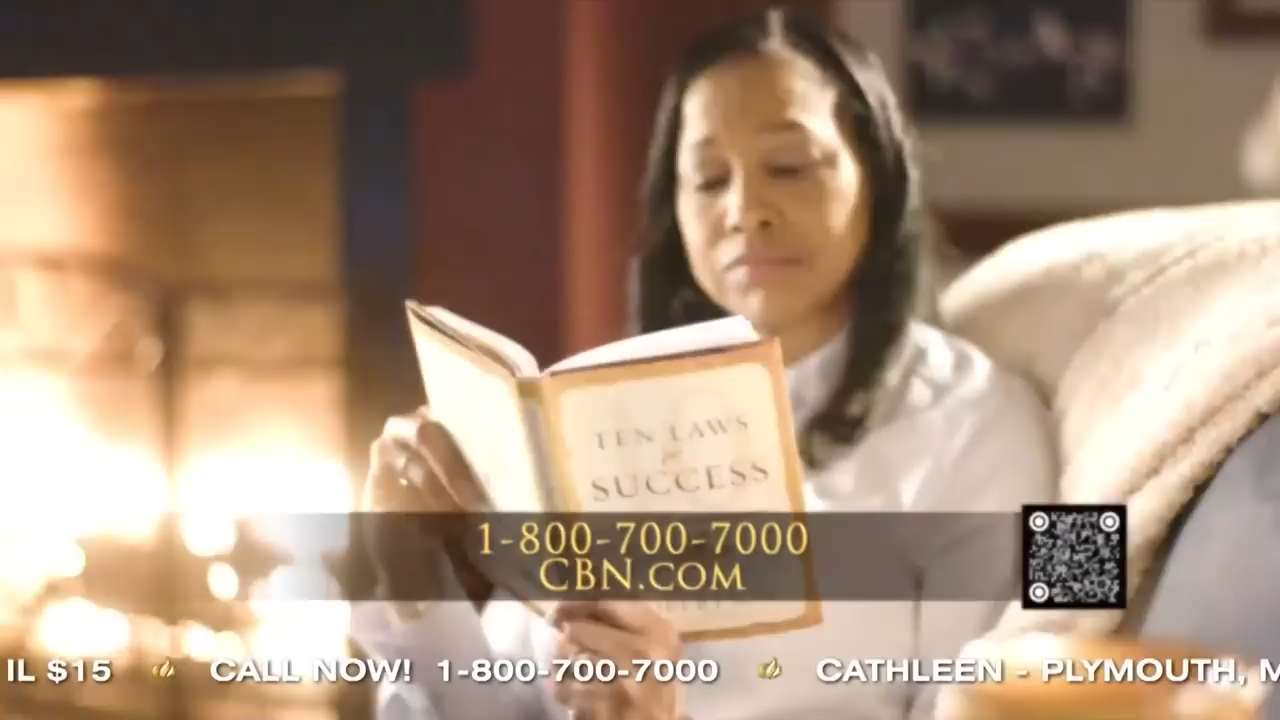 TEN LAWS
for
SUCCESS
1-800-700-7000
CBN.COM
IL $15 CALL NOW! 1-800-700-7000 CATHLEEN - PLYMOUTH, M